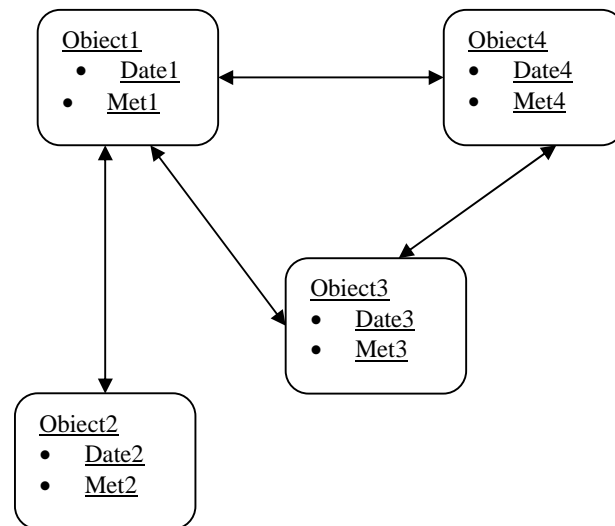 Obiect1
• Date1
• Met1
Obiect4
• Date4
• Met4
Obiect3
• Date3
• Met3
Obiect2
• Date2
• Met2